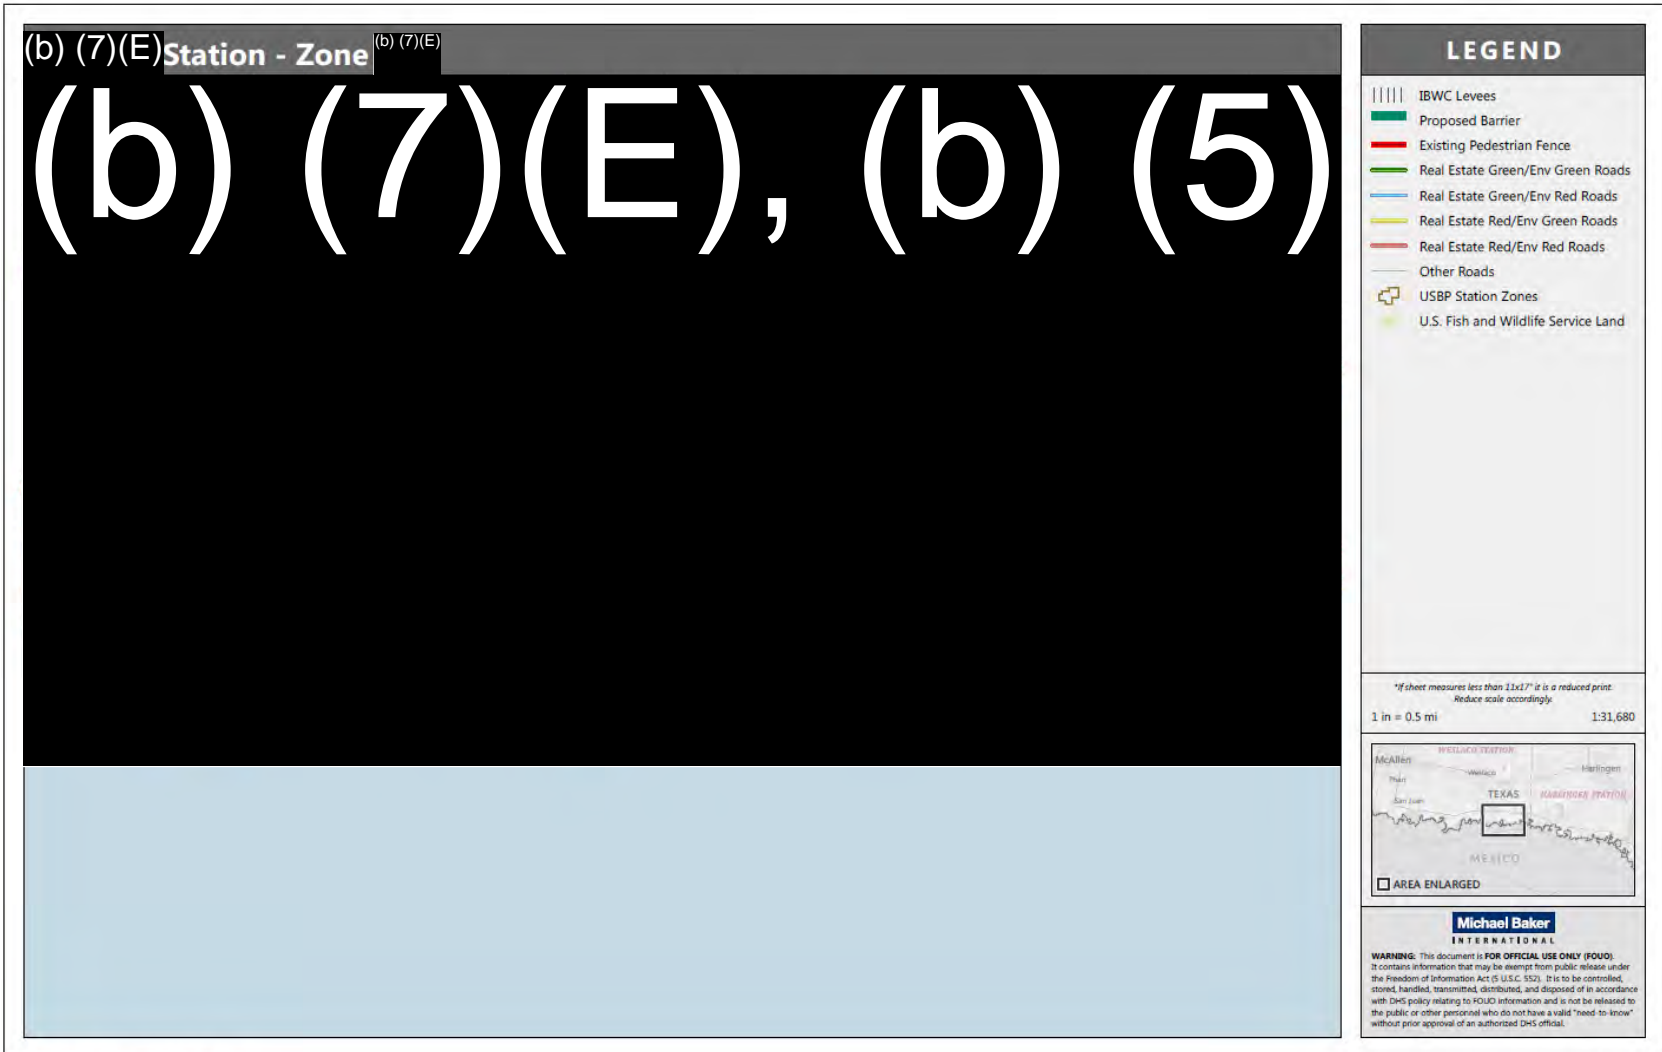 (b) (7)(E) Station - Zone (b) (7)(E)
(b) (7)(E), (b) (5)
LEGEND
IBWC Levees
Proposed Barrier
Existing Pedestrian Fence
Real Estate Green/Env Green Roads
Real Estate Green/Env Red Roads
Real Estate Red/Env Green Roads
Real Estate Red/Env Red Roads
Other Roads
USBP Station Zones
U.S. Fish and Wildlife Service Land
*If sheet measures less than 11x17" it is a reduced print.
Reduce scale accordingly.
1 in = 0.5 mi 1:31,680
WESLACO STATION
McAllen
Weslaco
Harlingen
Pharr
TEXAS
HARLINGEN STATION
San Juan
MEXICO
AREA ENLARGED
Michael Baker
INTERNATIONAL
WARNING: This document is FOR OFFICIAL USE ONLY (FOUO).
It contains information that may be exempt from public release under
the Freedom of Information Act (5 U.S.C. 552). It is to be controlled,
stored, handled, transmitted, distributed, and disposed of in accordance
with DHS policy relating to FOUO information and is not be released to
the public or other personnel who do not have a valid "need-to-know"
without prior approval of an authorized DHS official.